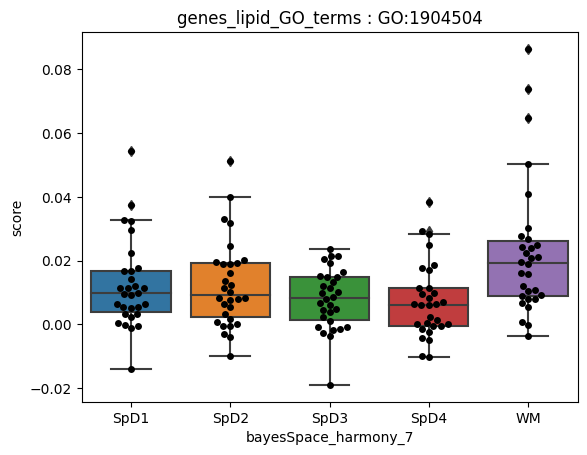 genes_lipid_GO_terms : GO:1904504
0.08
0.06
0.04
0.02
0.00
−0.02
score
SpD1 SpD2 SpD3 SpD4 WM
bayesSpace_harmony_7